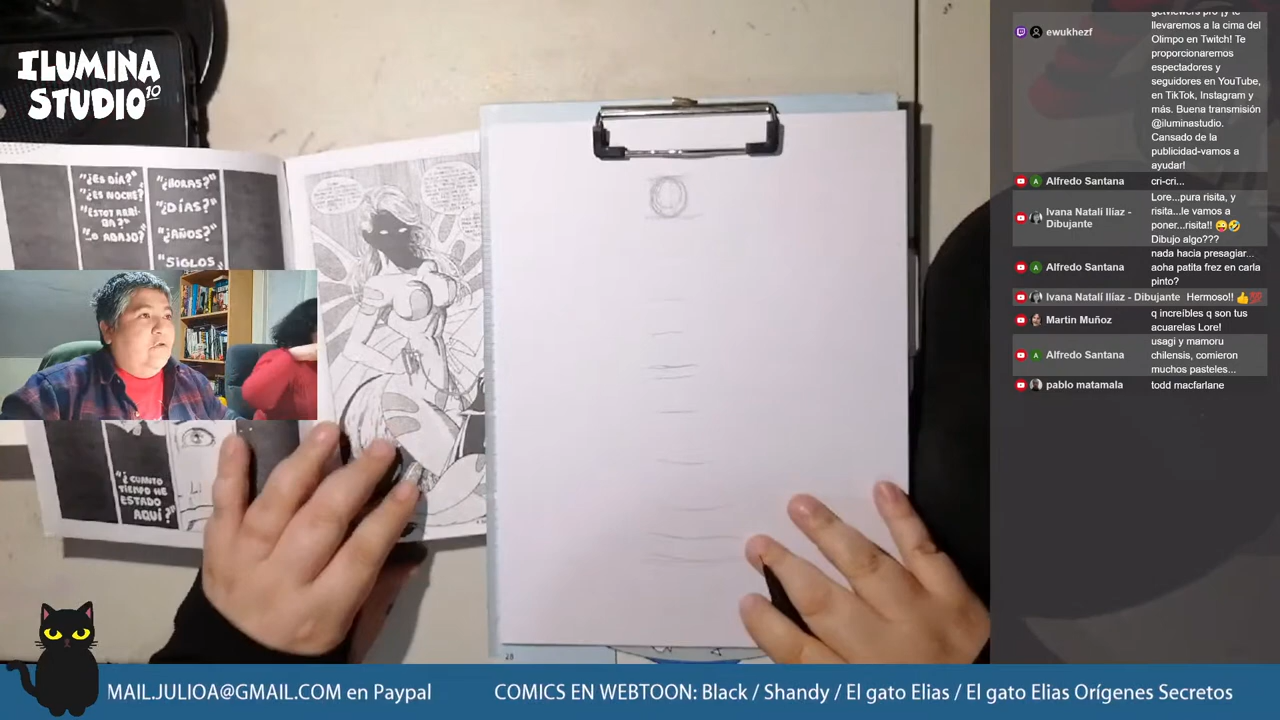 ILUMINA
STUDIO 10
"¿ES DÍA?"
"¿ES NOCHE?
"¿HORAS?"
"¿DÍAS?"
"¿AÑOS?"
"SIGLOS
"¿CUANTO
TIEMPO HE
ESTADO
AQUÍ?"
28
ewukhezf
getviewers pro ¡y te
llevaremos a la cima del
Olimpo en Twitch! Te
proporcionaremos
espectadores y
seguidores en YouTube,
en TikTok, Instagram y
más. Buena transmisión
@iluminastudio.
Cansado de la
publicidad-vamos a
ayudar!
Alfredo Santana cri-cri...
Ivana Natalí Ilíaz -
Dibujante
Lore...pura risita, y
risita...le vamos a
poner...risita!! 😜🤣
Dibujo algo???
Alfredo Santana
nada hacia presagiar...
aoha patita frez en carla
pinto?
Ivana Natalí Ilíaz - Dibujante Hermoso!! 👍💯
Martín Muñoz
q increíbles q son tus
acuarelas Lore!
Alfredo Santana
usagi y mamoru
chilensis, comieron
muchos pasteles...
pablo matamala todd macfarlane
MAIL.JULIOA@GMAIL.COM en Paypal
COMICS EN WEBTOON: Black / Shandy / El gato Elias / El gato Elias Orígenes Secretos